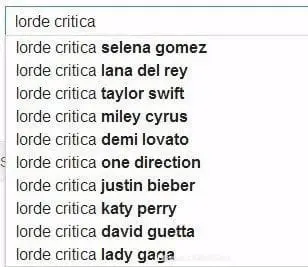 lorde critica
lorde critica selena gomez
lorde critica lana del rey
lorde critica taylor swift
lorde critica miley cyrus
lorde critica demi lovato
lorde critica one direction
lorde critica justin bieber
lorde critica katy perry
lorde critica david guetta
lorde critica lady gaga